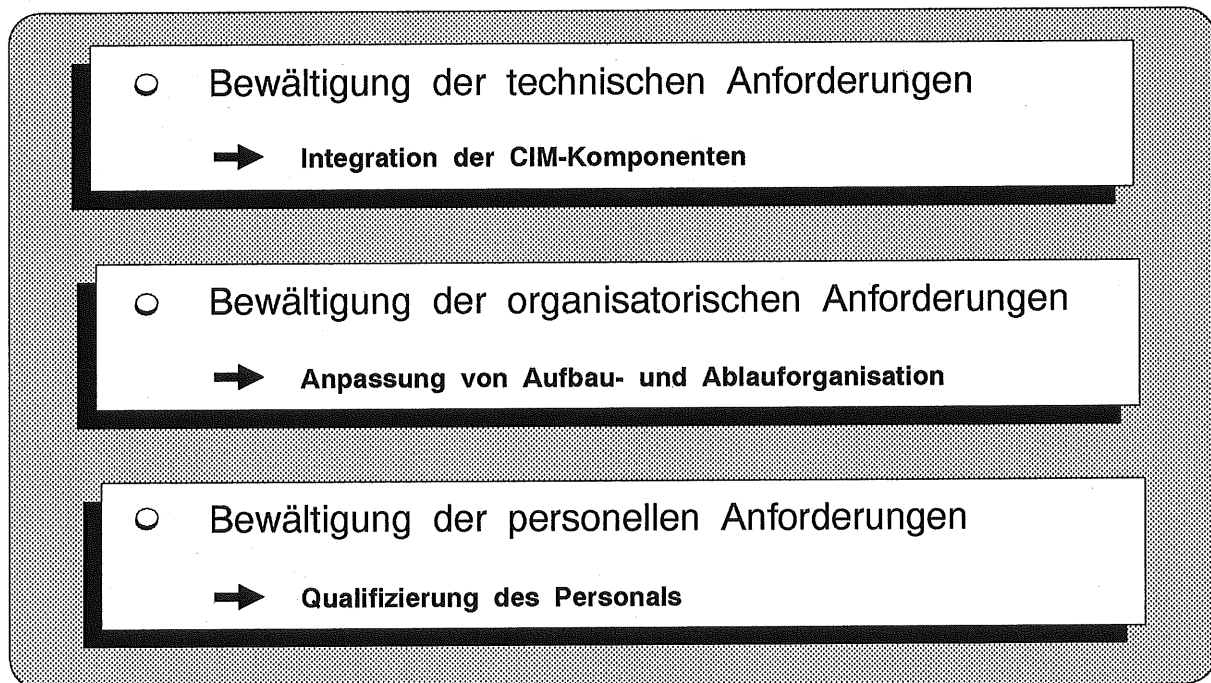 Bewältigung der technischen Anforderungen
Integration der CIM-Komponenten
Bewältigung der organisatorischen Anforderungen
Anpassung von Aufbau- und Ablauforganisation
Bewältigung der personellen Anforderungen
Qualifizierung des Personals